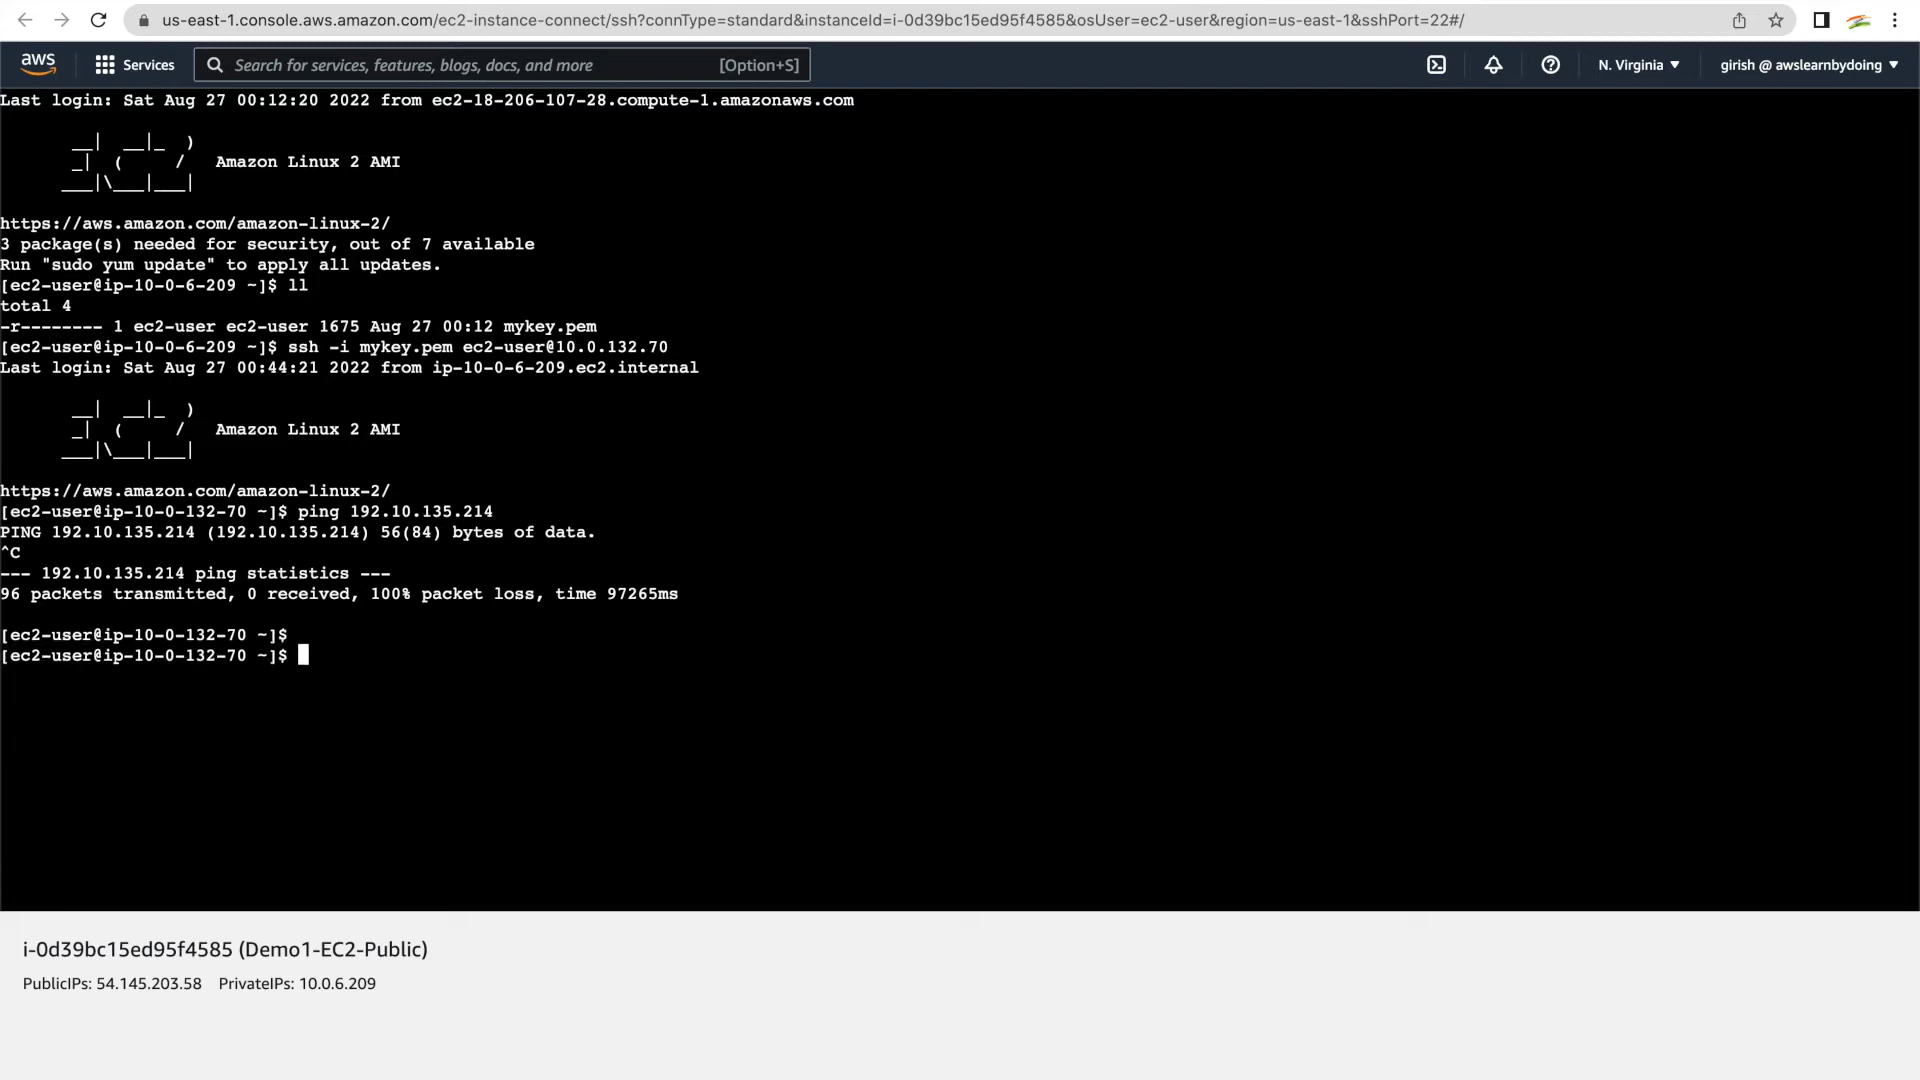 us-east-1.console.aws.amazon.com/ec2-instance-connect/ssh?connType=standard&instanceId=i-0d39bc15ed95f4585&osUser=ec2-user&region=us-east-1&sshPort=22#/
aws Services Search for services, features, blogs, docs, and more [Option+S] N. Virginia girish @ awslearnbydoing
Last login: Sat Aug 27 00:12:20 2022 from ec2-18-206-107-28.compute-1.amazonaws.com
       __|  __|_  )
       _|  (     /   Amazon Linux 2 AMI
      ___|\___|___|
https://aws.amazon.com/amazon-linux-2/
3 package(s) needed for security, out of 7 available
Run "sudo yum update" to apply all updates.
[ec2-user@ip-10-0-6-209 ~]$ ll
total 4
-r-------- 1 ec2-user ec2-user 1675 Aug 27 00:12 mykey.pem
[ec2-user@ip-10-0-6-209 ~]$ ssh -i mykey.pem ec2-user@10.0.132.70
Last login: Sat Aug 27 00:44:21 2022 from ip-10-0-6-209.ec2.internal
       __|  __|_  )
       _|  (     /   Amazon Linux 2 AMI
      ___|\___|___|
https://aws.amazon.com/amazon-linux-2/
[ec2-user@ip-10-0-132-70 ~]$ ping 192.10.135.214
PING 192.10.135.214 (192.10.135.214) 56(84) bytes of data.
^C
--- 192.10.135.214 ping statistics ---
96 packets transmitted, 0 received, 100% packet loss, time 97265ms
[ec2-user@ip-10-0-132-70 ~]$
[ec2-user@ip-10-0-132-70 ~]$
i-0d39bc15ed95f4585 (Demo1-EC2-Public)
PublicIPs: 54.145.203.58 PrivateIPs: 10.0.6.209